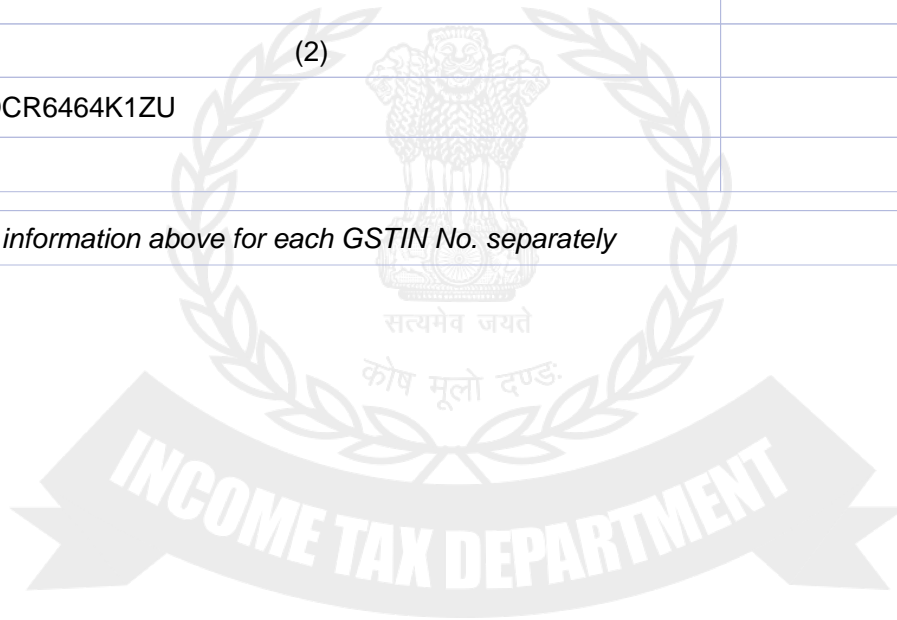 (2)
CR6464K1ZU
information above for each GSTIN No. separately
सत्यमेव जयते
कोष मूलो दण्डः
INCOME TAX DEPARTMENT